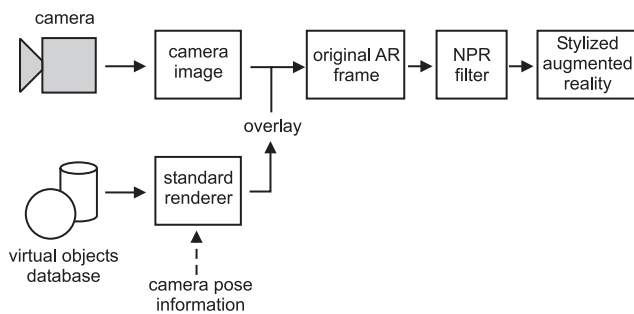 camera
camera
image
original AR
frame
NPR
filter
Stylized
augmented
reality
overlay
standard
renderer
virtual objects
database
camera pose
information